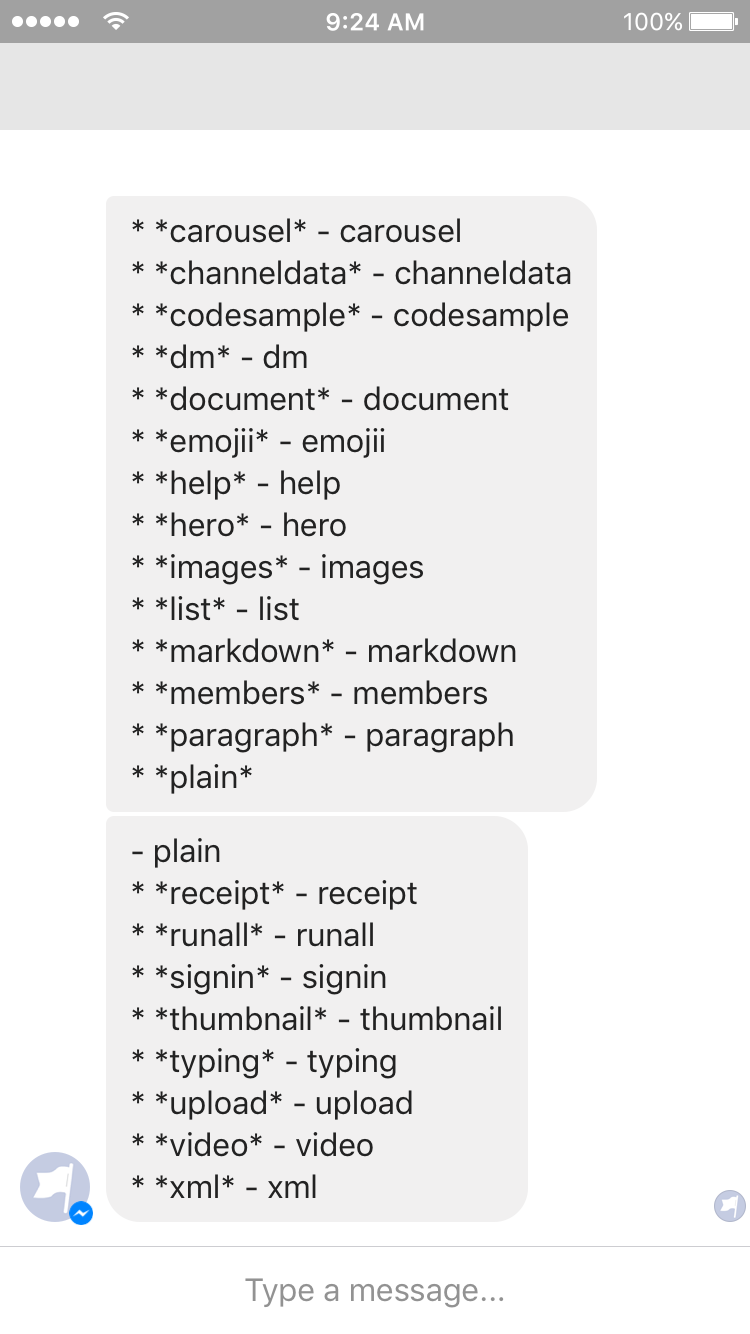 9:24 AM 100%
* *carousel* - carousel
* *channeldata* - channeldata
* *codesample* - codesample
* *dm* - dm
* *document* - document
* *emojii* - emojii
* *help* - help
* *hero* - hero
* *images* - images
* *list* - list
* *markdown* - markdown
* *members* - members
* *paragraph* - paragraph
* *plain*
- plain
* *receipt* - receipt
* *runall* - runall
* *signin* - signin
* *thumbnail* - thumbnail
* *typing* - typing
* *upload* - upload
* *video* - video
* *xml* - xml
Type a message...